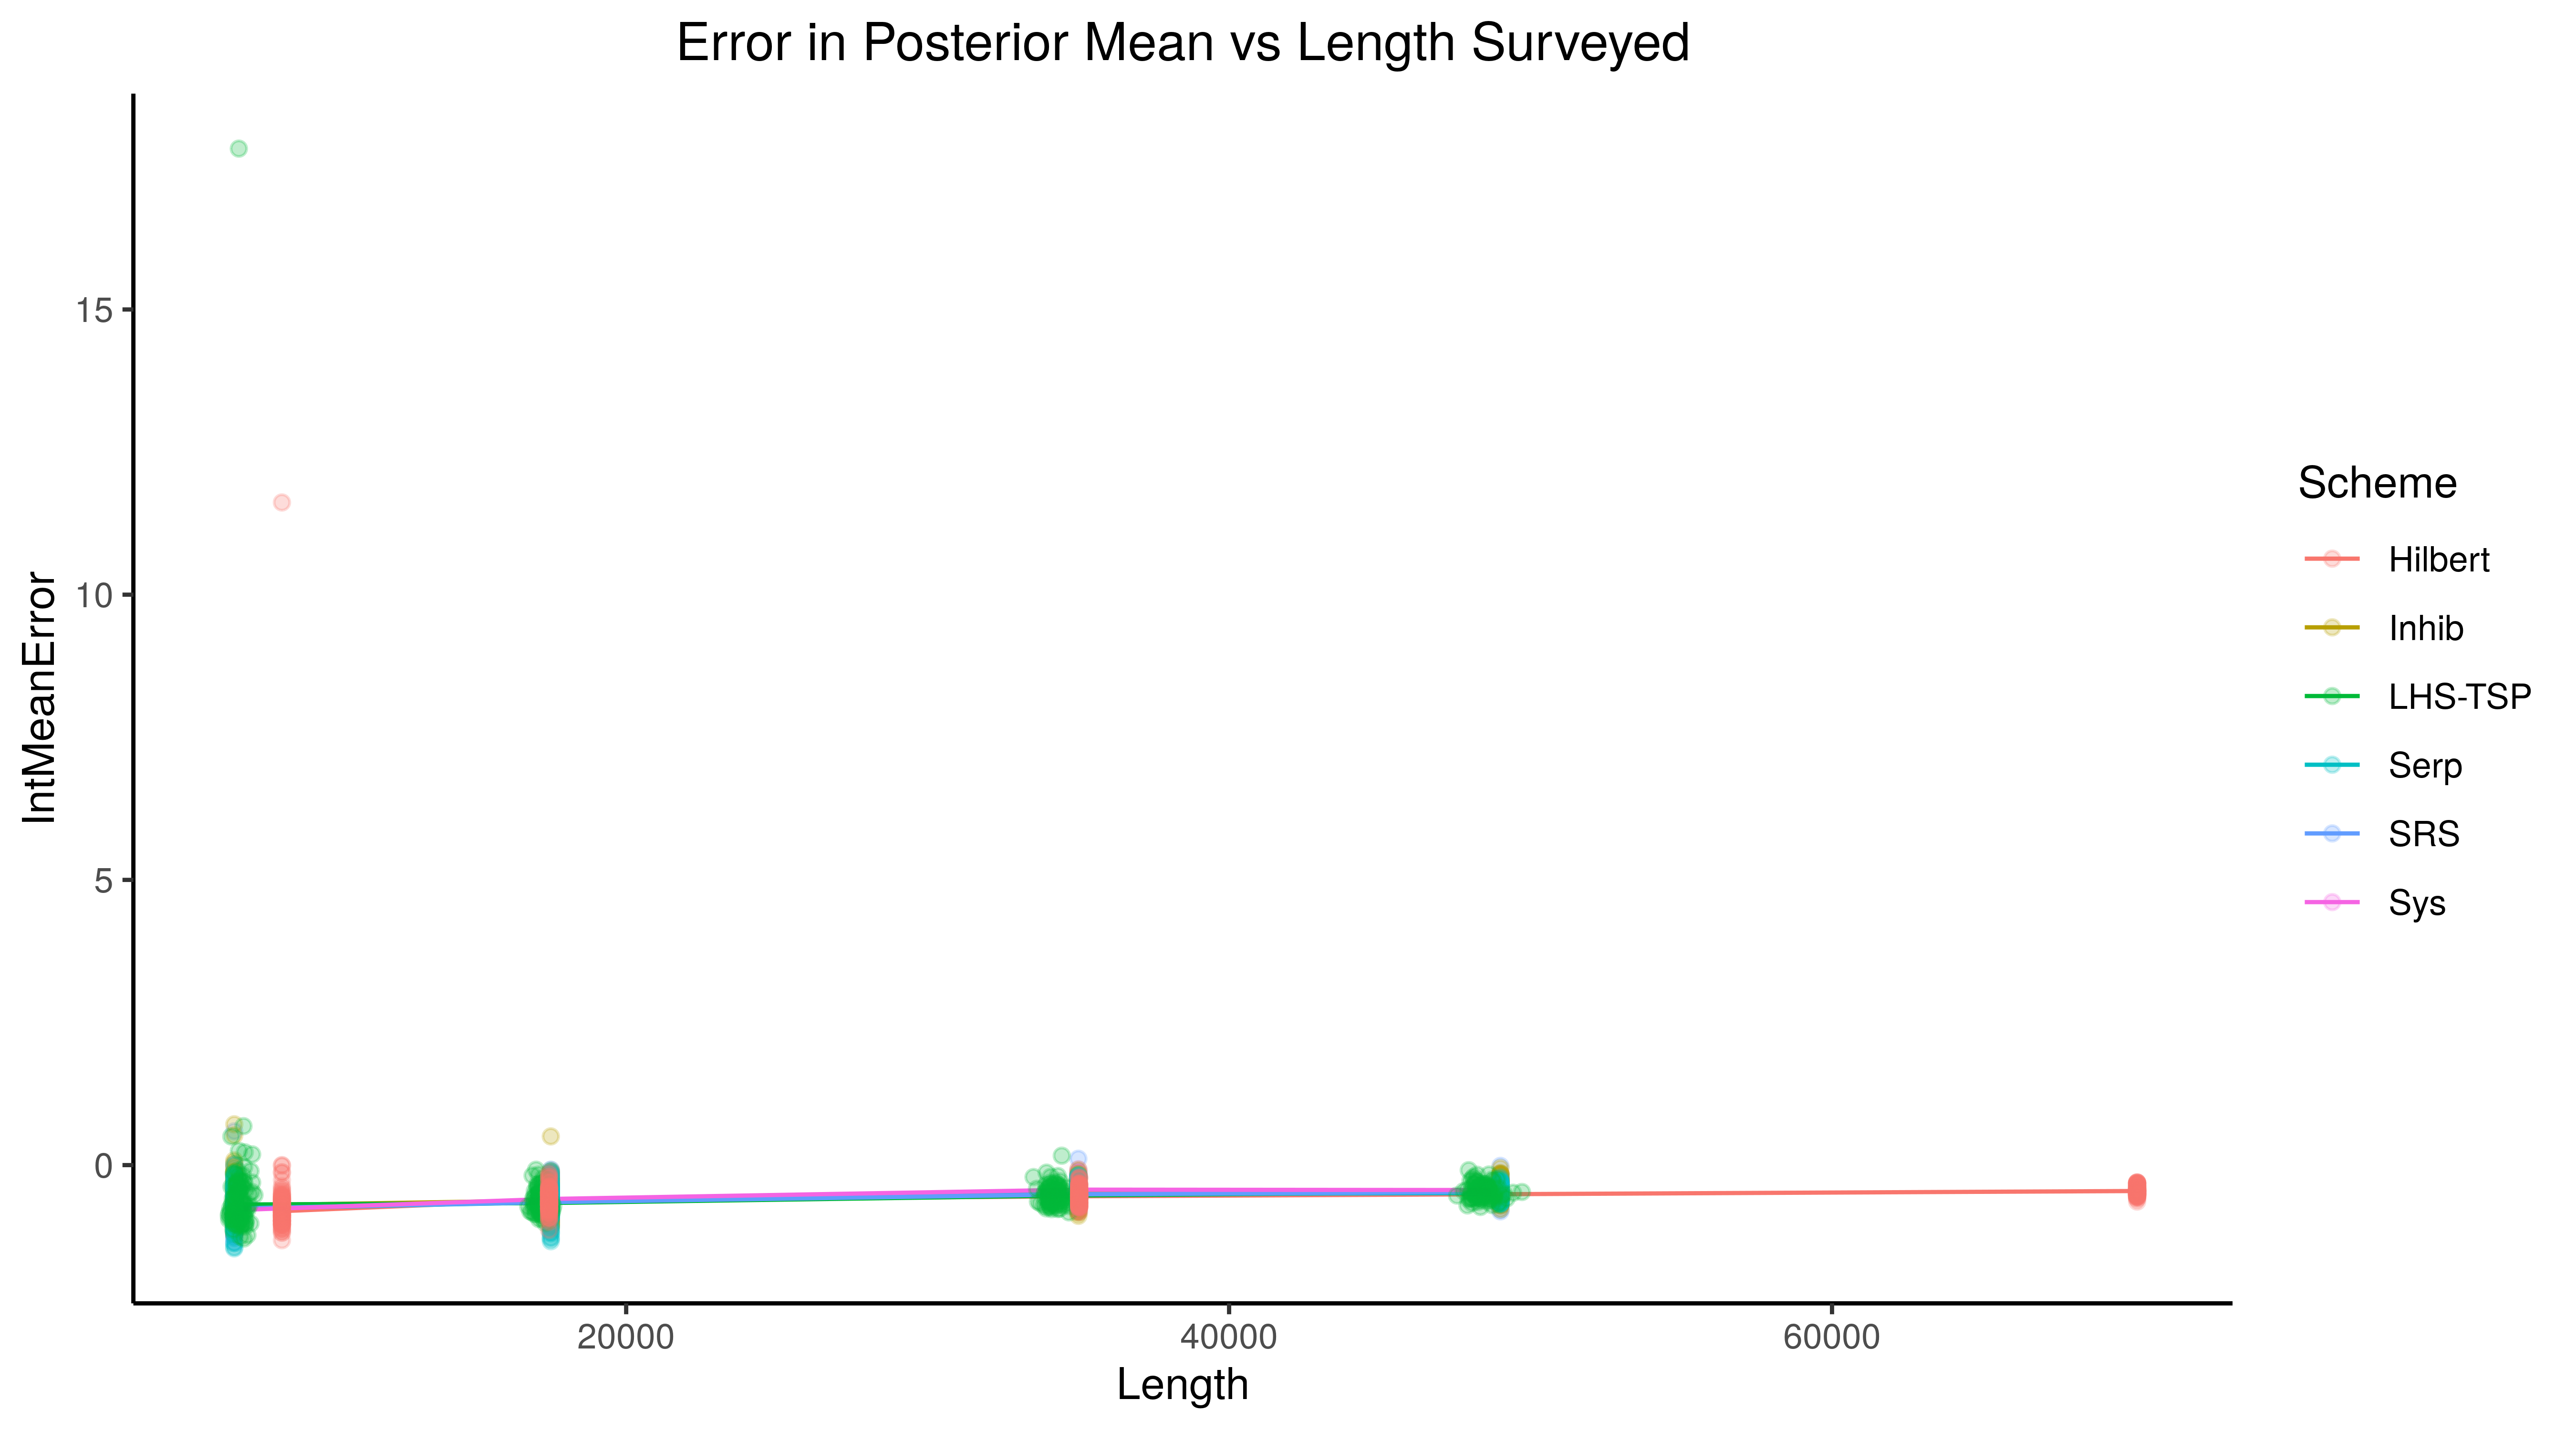 Error in Posterior Mean vs Length Surveyed
IntMeanError
15
10
5
0
20000
40000
60000
Length
Scheme
Hilbert
Inhib
LHS-TSP
Serp
SRS
Sys